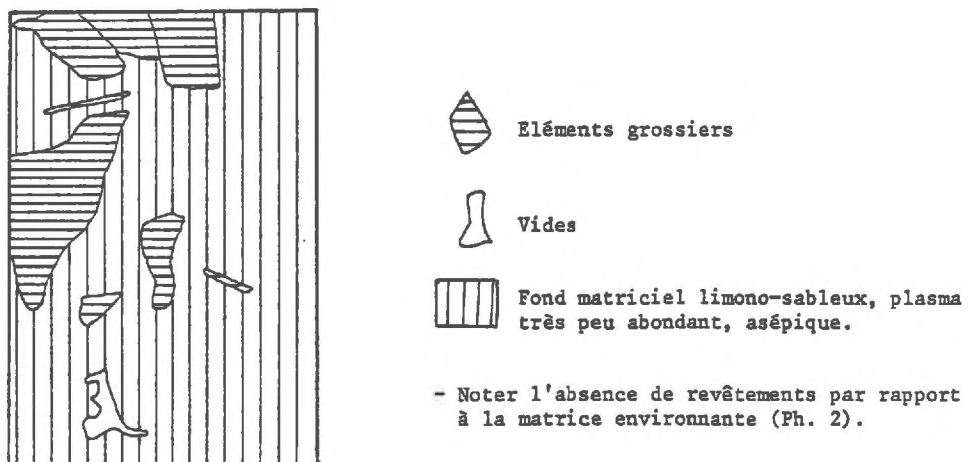 Eléments grossiers
Vides
Fond matriciel limono-sableux, plasma
très peu abondant, asépique.
- Noter l'absence de revêtements par rapport
à la matrice environnante (Ph. 2).